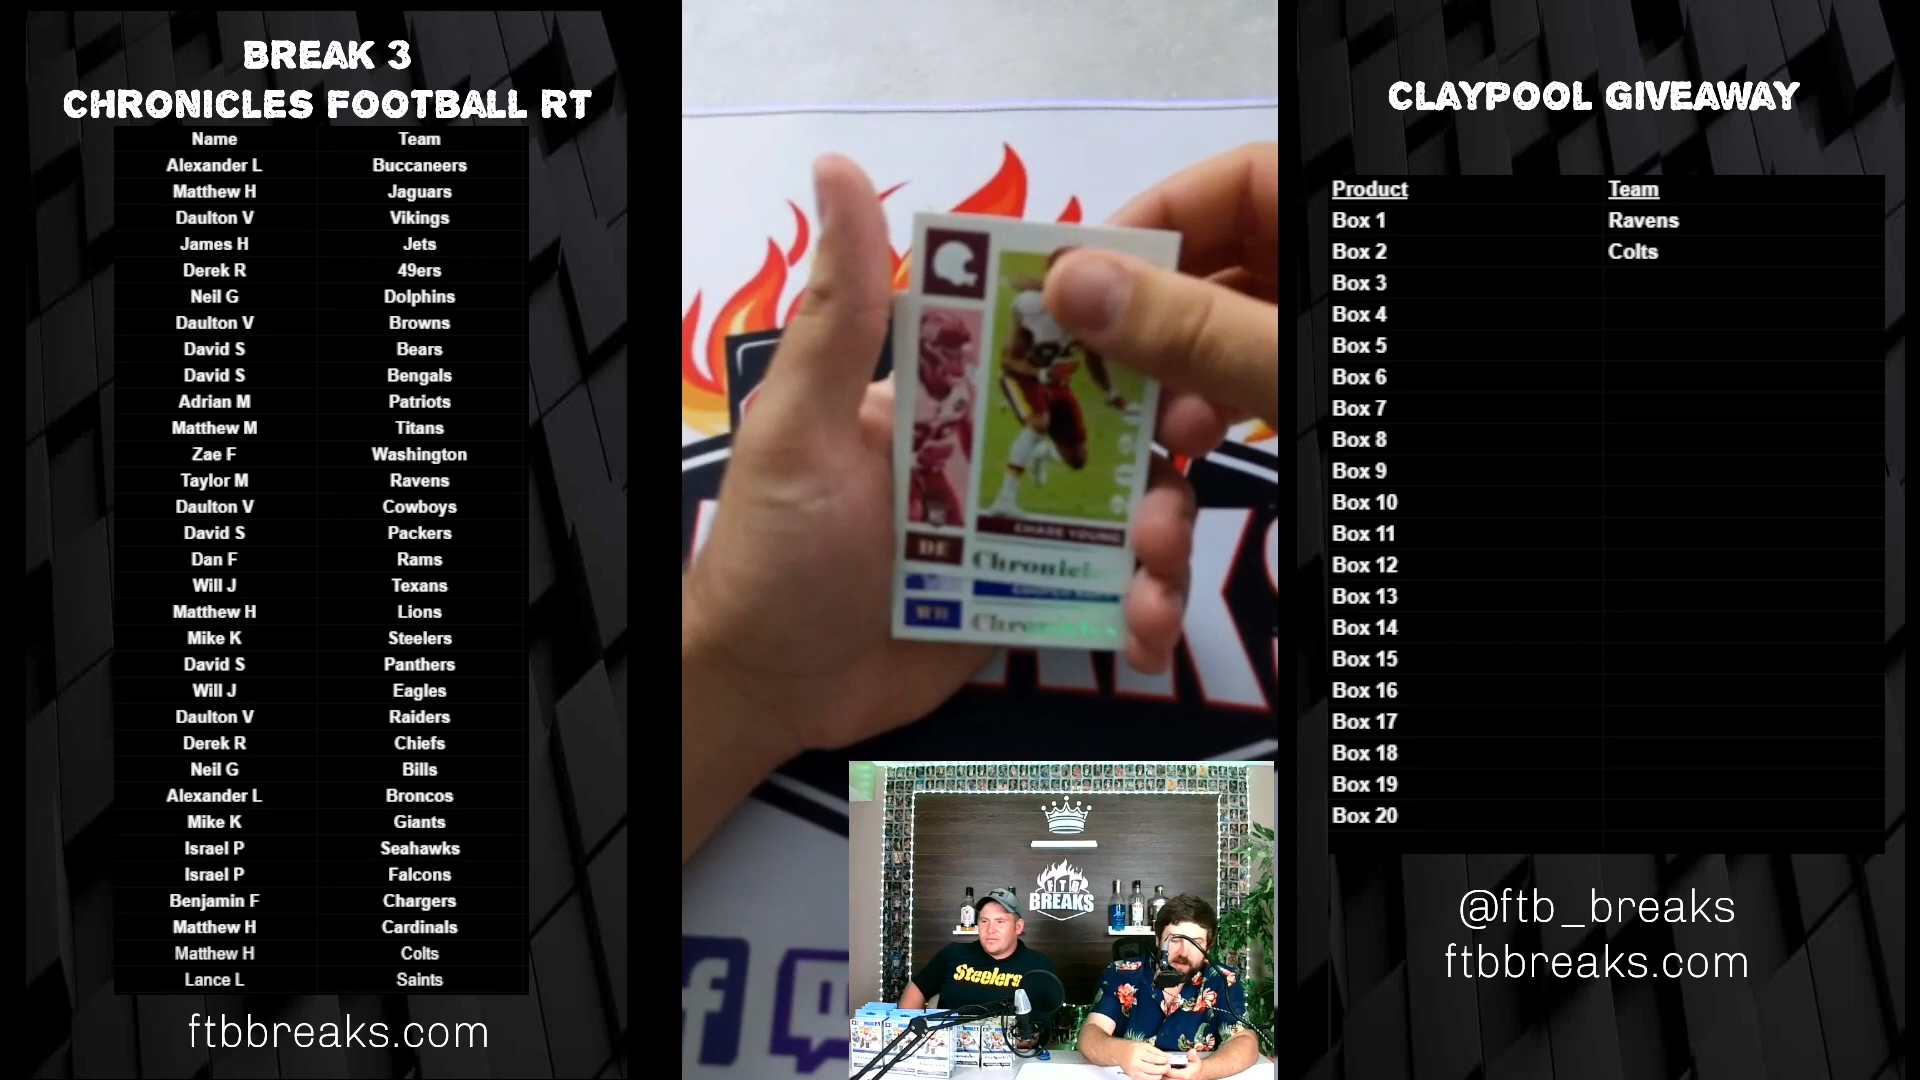 BREAK 3
CHRONICLES FOOTBALL RT
Name Team
Alexander L Buccaneers
Matthew H Jaguars
Daulton V Vikings
James H Jets
Derek R 49ers
Neil G Dolphins
Daulton V Browns
David S Bears
David S Bengals
Adrian M Patriots
Matthew M Titans
Zae F Washington
Taylor M Ravens
Daulton V Cowboys
David S Packers
Dan F Rams
Will J Texans
Matthew H Lions
Mike K Steelers
David S Panthers
Will J Eagles
Daulton V Raiders
Derek R Chiefs
Neil G Bills
Alexander L Broncos
Mike K Giants
Israel P Seahawks
Israel P Falcons
Benjamin F Chargers
Matthew H Cardinals
Matthew H Colts
Lance L Saints
ftbbreaks.com
2020
CHASE YOUNG
DE
WR Chronicles
f
FTB
BREAKS
Steelers
CLAYPOOL GIVEAWAY
Product Team
Box 1 Ravens
Box 2 Colts
Box 3
Box 4
Box 5
Box 6
Box 7
Box 8
Box 9
Box 10
Box 11
Box 12
Box 13
Box 14
Box 15
Box 16
Box 17
Box 18
Box 19
Box 20
@ftb_breaks
ftbbreaks.com